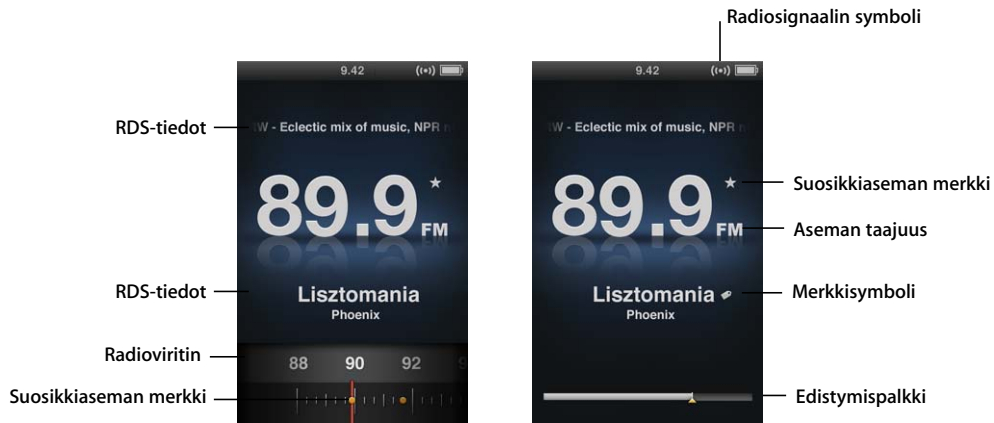 Radiosignaalin symboli
9.42
9.42
RDS-tiedot
W - Eclectic mix of music, NPR
W - Eclectic mix of music, NPR
89.9 FM
89.9 FM
Suosikkiaseman merkki
Aseman taajuus
RDS-tiedot
Lisztomania
Phoenix
Lisztomania
Phoenix
Merkkisymboli
Radioviritin
88 90 92
Suosikkiaseman merkki
Edistymispalkki